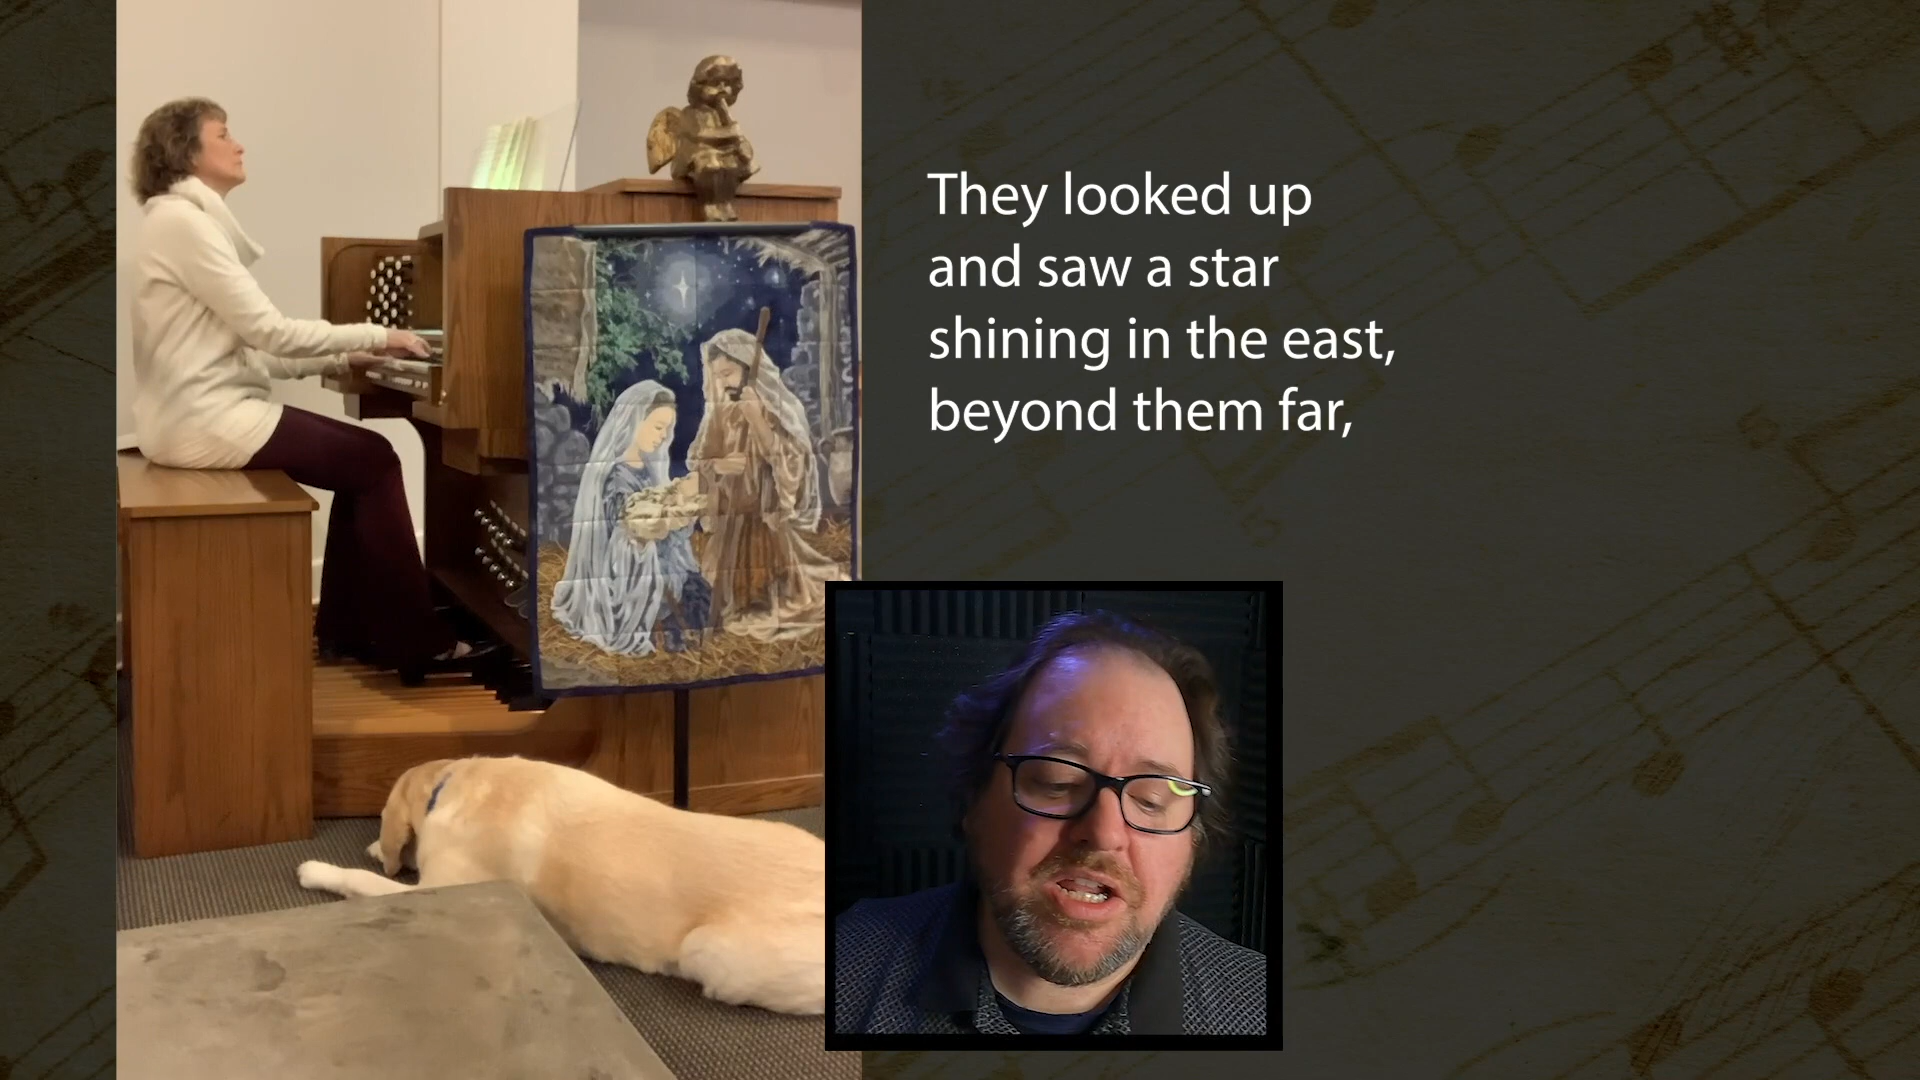 They looked up
and saw a star
shining in the east,
beyond them far,